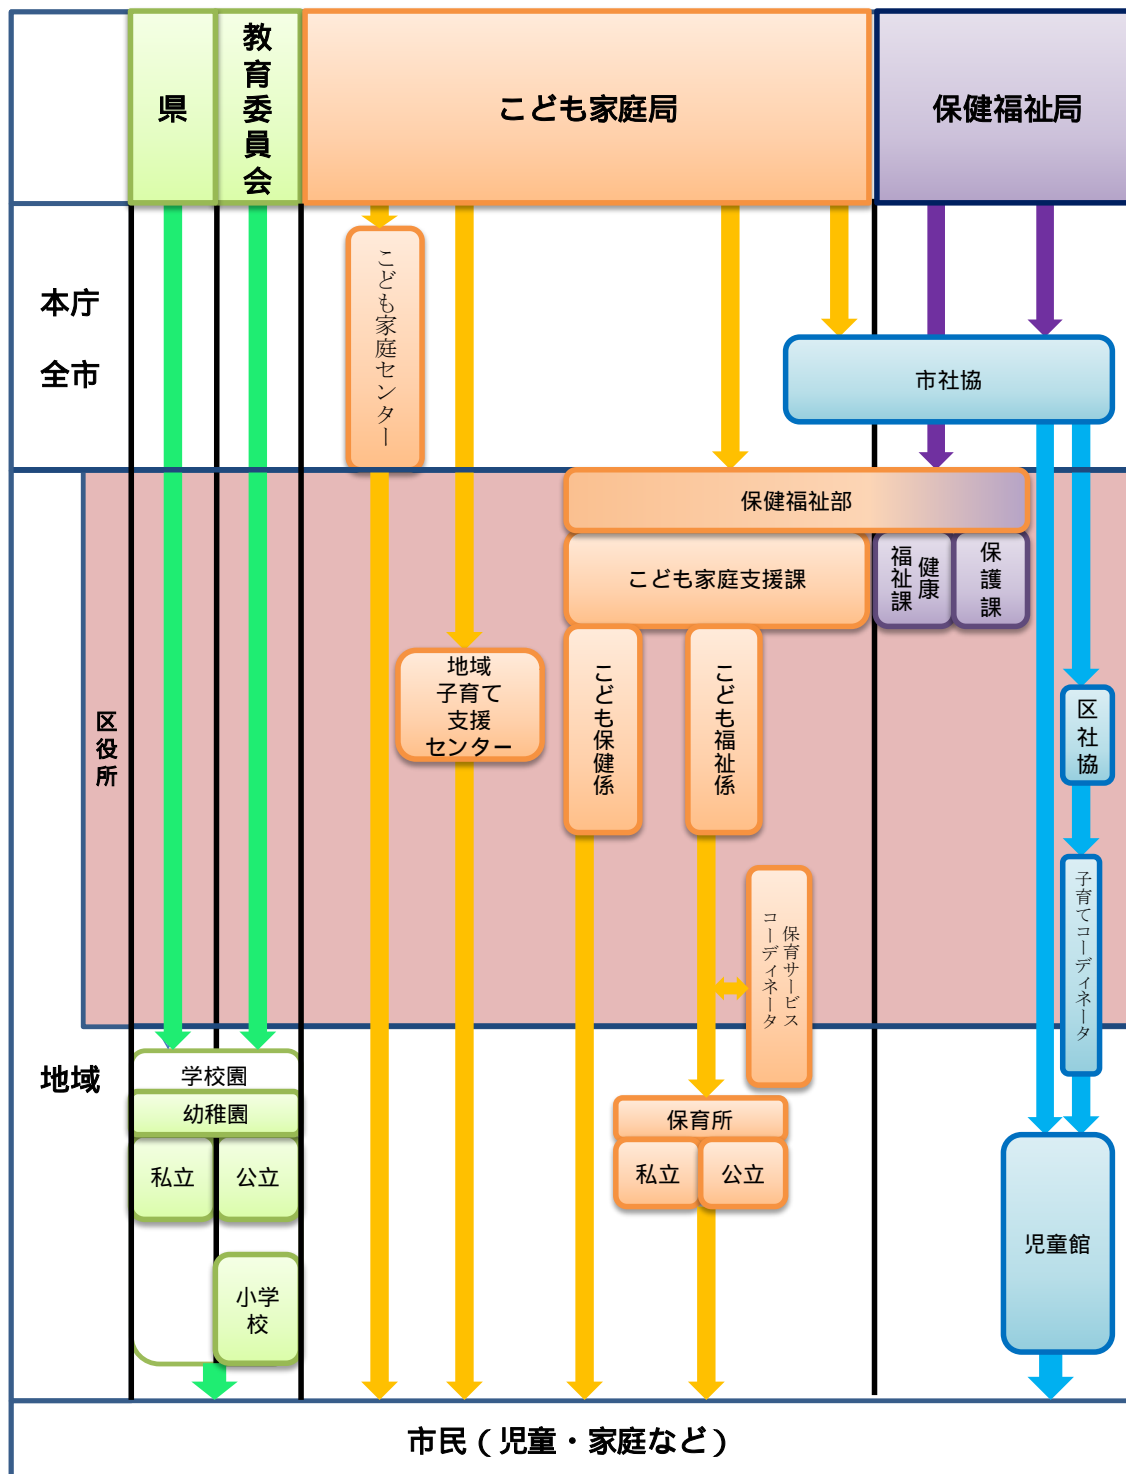 県
教育委員会
こども家庭局
保健福祉局
本庁
全市
こども家庭センター
市社協
保健福祉部
こども家庭支援課
健康
福祉課
保護課
区役所
地域
子育て
支援
センター
こども保健係
こども福祉係
区社協
保育サービス
コーディネータ
子育てコーディネータ
地域
学校園
幼稚園
私立
公立
小学
校
保育所
私立
公立
児童館
市民（児童・家庭など）